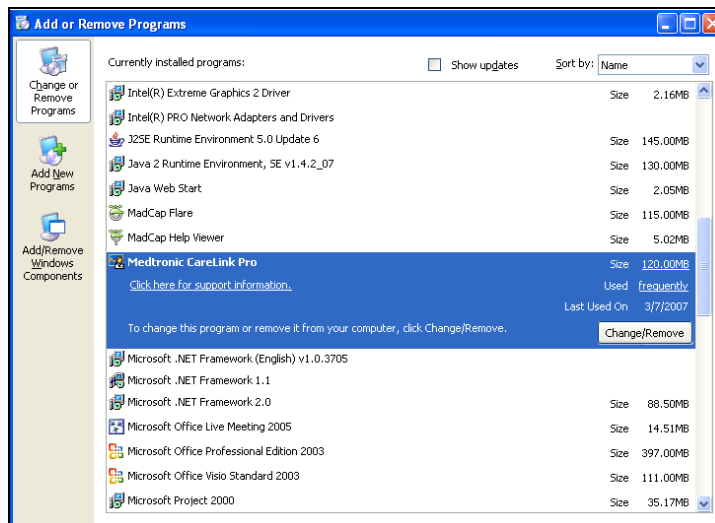 Add or Remove Programs
Change or
Remove
Programs
Add New
Programs
Add/Remove
Windows
Components
Currently installed programs:
Show updates
Sort by: Name
Intel(R) Extreme Graphics 2 Driver Size 2.16MB
Intel(R) PRO Network Adapters and Drivers
J2SE Runtime Environment 5.0 Update 6 Size 145.00MB
Java 2 Runtime Environment, SE v1.4.2_07 Size 130.00MB
Java Web Start Size 2.05MB
MadCap Flare Size 115.00MB
MadCap Help Viewer Size 5.02MB
Medtronic CareLink Pro Size 120.00MB
Click here for support information. Used frequently
Last Used On 3/7/2007
To change this program or remove it from your computer, click Change/Remove. Change/Remove
Microsoft .NET Framework (English) v1.0.3705
Microsoft .NET Framework 1.1
Microsoft .NET Framework 2.0 Size 88.50MB
Microsoft Office Live Meeting 2005 Size 14.51MB
Microsoft Office Professional Edition 2003 Size 397.00MB
Microsoft Office Visio Standard 2003 Size 111.00MB
Microsoft Project 2000 Size 35.17MB